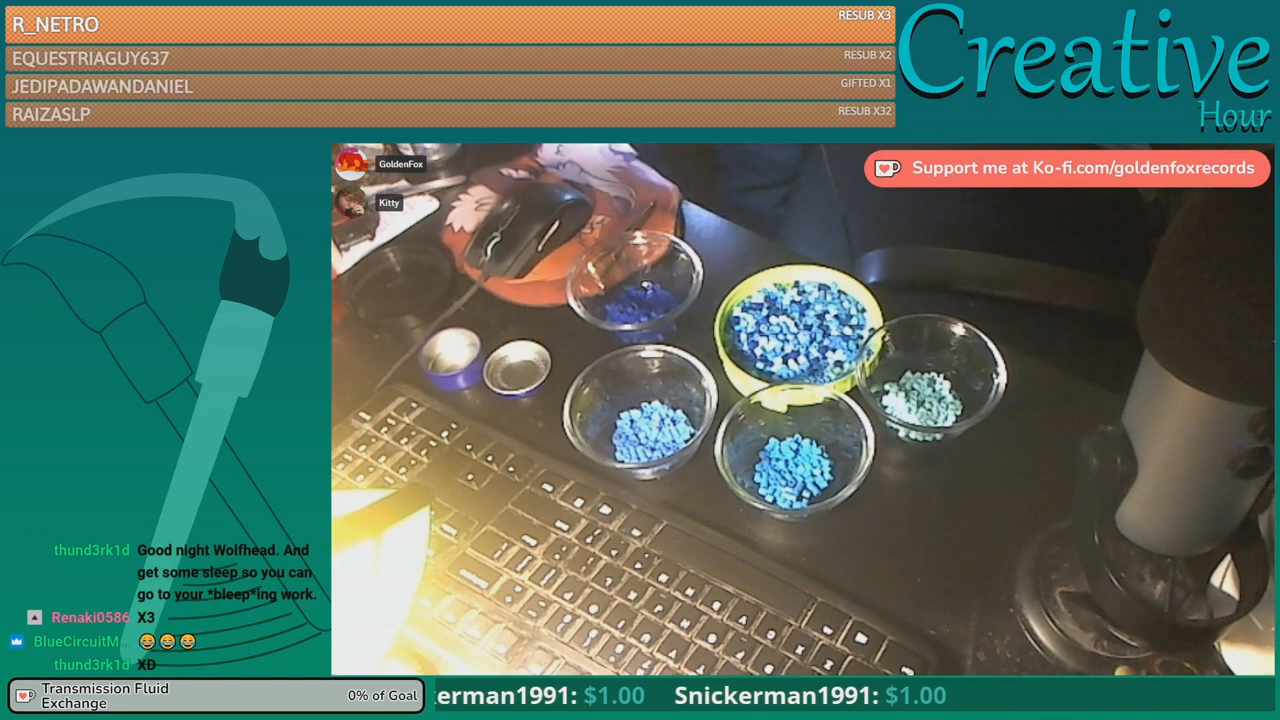 R_NETRO
RESUB X3
EQUESTRIAGUY637
RESUB X2
JEDIPADAWANDANIEL
GIFTED X1
RAIZASLP
RESUB X32
Creative
Hour
GoldenFox
Kitty
Support me at Ko-fi.com/goldenfoxrecords
thund3rk1d Good night Wolfhead. And
get some sleep so you can
go to your *bleep*ing work.
Renaki0586 X3
BlueCircuitM... 😂😂😂
thund3rk1d XD
Transmission Fluid
Exchange
0% of Goal
kerman1991: $1.00 Snickerman1991: $1.00